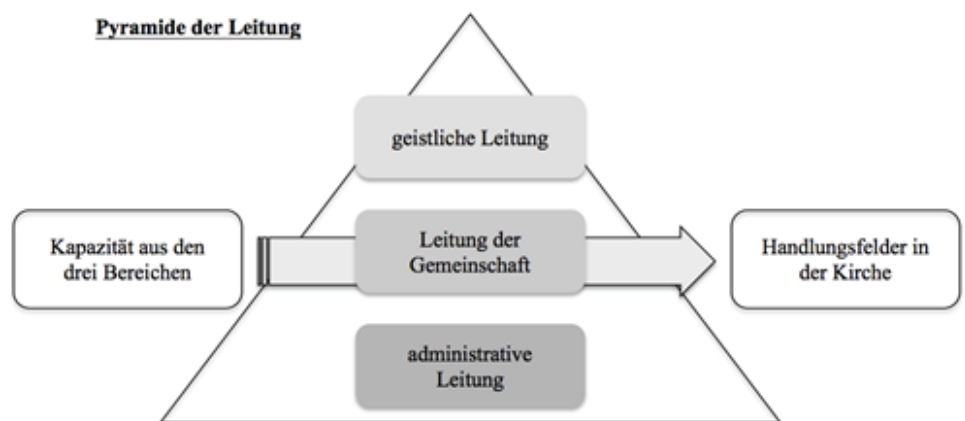 Pyramide der Leitung
geistliche Leitung
Kapazität aus den
drei Bereichen
Leitung der
Gemeinschaft
Handlungsfelder in
der Kirche
administrative
Leitung